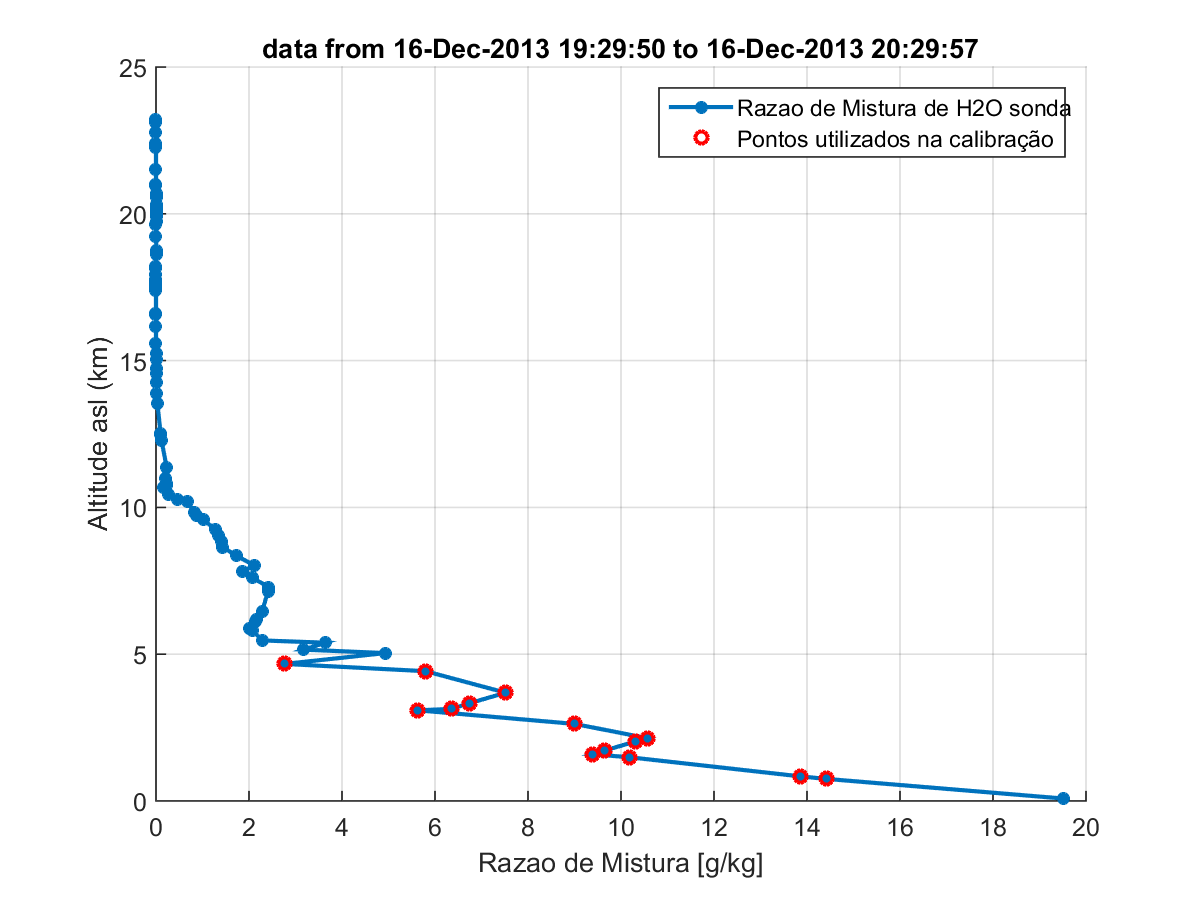 data from 16-Dec-2013 19:29:50 to 16-Dec-2013 20:29:57
Razao de Mistura de H2O sonda
Pontos utilizados na calibração
25
20
15
10
5
0
Altitude asl (km)
0 2 4 6 8 10 12 14 16 18 20
Razao de Mistura [g/kg]